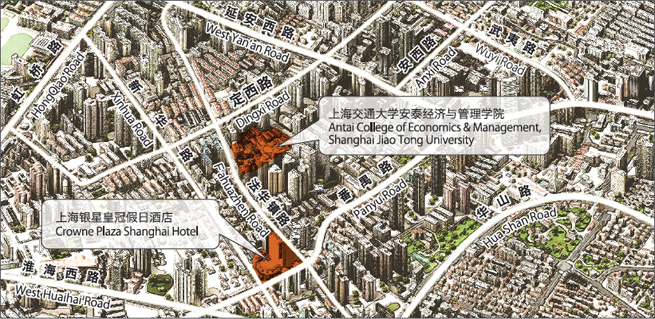 虹桥路
Hongqiao Road
延安西路
West Yan'an Road
武夷路
Wuyi Road
安西路
Anxi Road
定西路
Dingxi Road
新华路
Xinhua Road
上海交通大学安泰经济与管理学院
Antai College of Economics & Management,
Shanghai Jiao Tong University
法华镇路
Fahuazhen Road
番禺路
Panyu Road
华山路
Hua Shan Road
上海银星皇冠假日酒店
Crowne Plaza Shanghai Hotel
淮海西路
West Huaihai Road